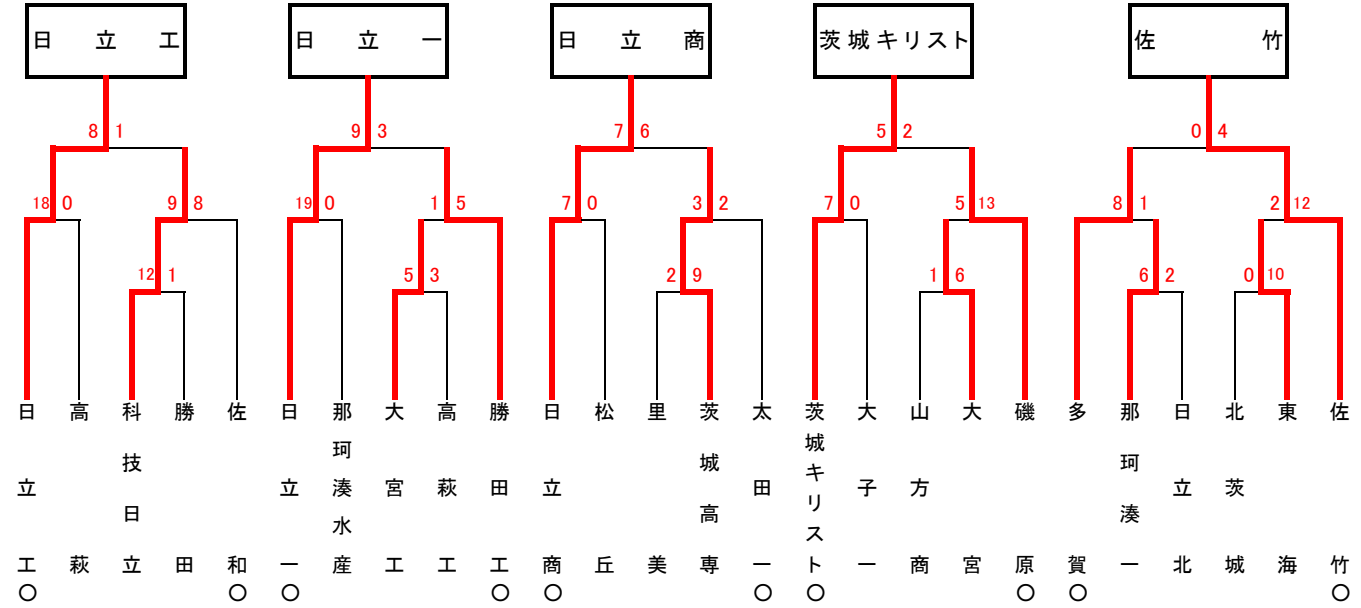 日立工 日立一 日立商 茨城キリスト 佐竹
8 1 9 3 7 6 5 2 0 4
18 0 9 8 19 0 1 5 7 0 3 2 7 0 5 13 8 1 2 12
12 1 5 3 2 9 1 6 6 2 0 10
日立工○
高萩
科技日立
勝田
佐和○
日立一○
那珂湊水産
大宮工
高萩工
勝田工○
日立商○
松丘
里美
茨城高専
太田一○
茨城キリスト○
大子一
山方商
大宮
磯原○
多賀○
那珂湊一
日立北
北茨城
東海
佐竹○